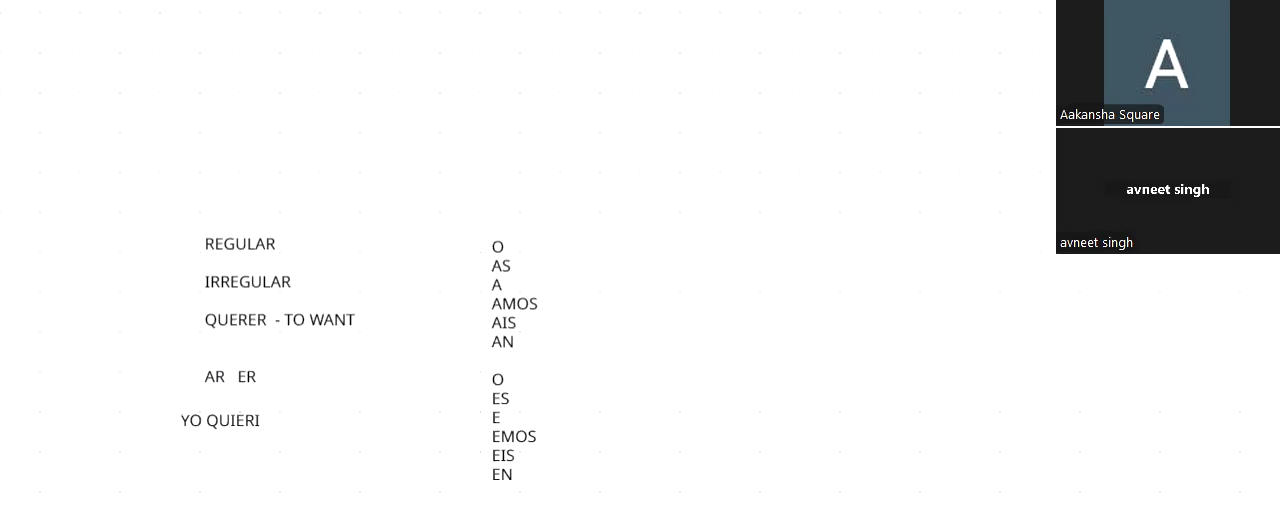 REGULAR
IRREGULAR
QUERER - TO WANT
AR ER
YO QUIERI
O
AS
A
AMOS
AIS
AN
O
ES
E
EMOS
EIS
EN
A
Aakansha Square
avneet singh
avneet singh